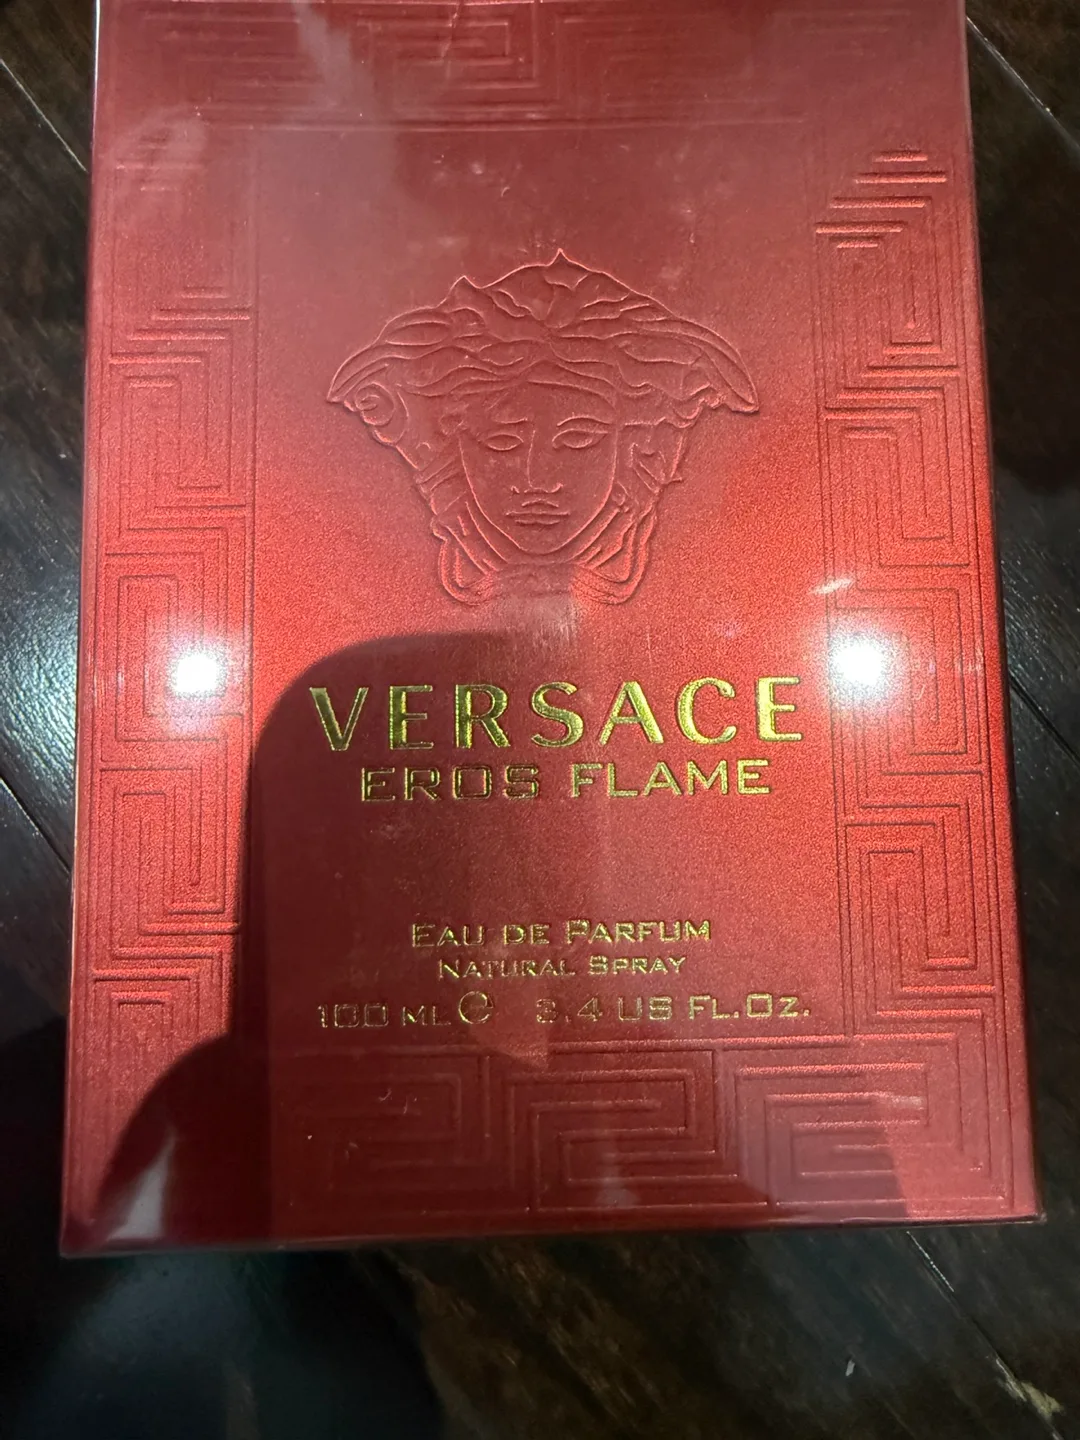 VERSACE
EROS FLAME
EAU DE PARFUM
NATURAL SPRAY
100 ML ℮ 3.4 US FL.OZ.